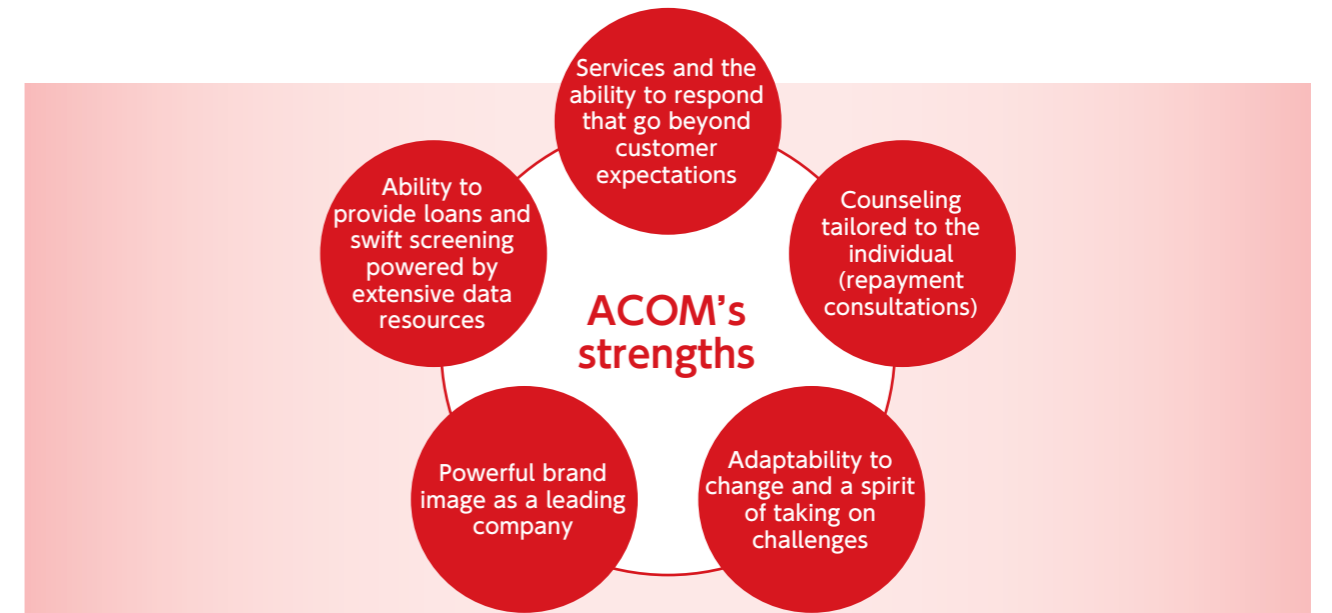 Services and the
ability to respond
that go beyond
customer
expectations
Ability to
provide loans and
swift screening
powered by
extensive data
resources
Counseling
tailored to the
individual
(repayment
consultations)
ACOM’s
strengths
Powerful brand
image as a leading
company
Adaptability to
change and a spirit
of taking on
challenges